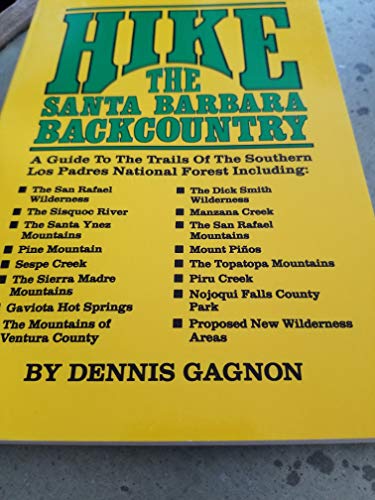 HIKE
THE
SANTA BARBARA
BACKCOUNTRY
A Guide To The Trails Of The Southern
Los Padres National Forest Including:
■ The San Rafael
Wilderness
■ The Sisquoc River
■ The Santa Ynez
Mountains
■ Pine Mountain
■ Sespe Creek
■ The Sierra Madre
Mountains
Gaviota Hot Springs
The Mountains of
Ventura County
■ The Dick Smith
Wilderness
■ Manzana Creek
■ The San Rafael
Mountains
■ Mount Piños
■ The Topatopa Mountains
■ Piru Creek
■ Nojoqui Falls County
Park
■ Proposed New Wilderness
Areas
BY DENNIS GAGNON